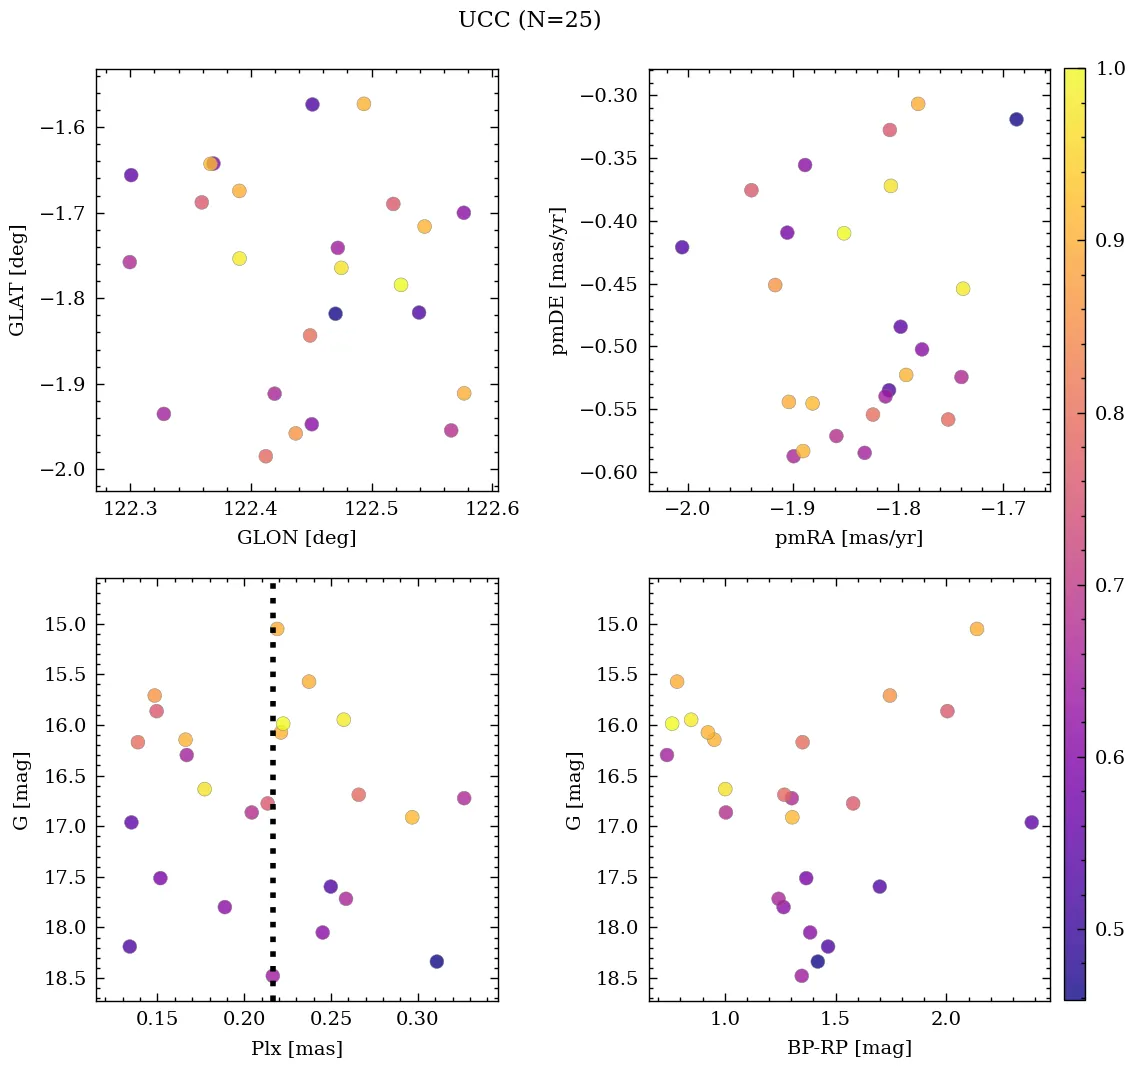 UCC (N=25)
−1.6
−1.7
−1.8
−1.9
−2.0
GLAT [deg]
122.3 122.4 122.5 122.6
GLON [deg]
−0.30
−0.35
−0.40
−0.45
−0.50
−0.55
−0.60
pmDE [mas/yr]
−2.0 −1.9 −1.8 −1.7
pmRA [mas/yr]
15.0
15.5
16.0
16.5
17.0
17.5
18.0
18.5
G [mag]
0.15 0.20 0.25 0.30
Plx [mas]
15.0
15.5
16.0
16.5
17.0
17.5
18.0
18.5
G [mag]
1.0 1.5 2.0
BP-RP [mag]
1.0
0.9
0.8
0.7
0.6
0.5